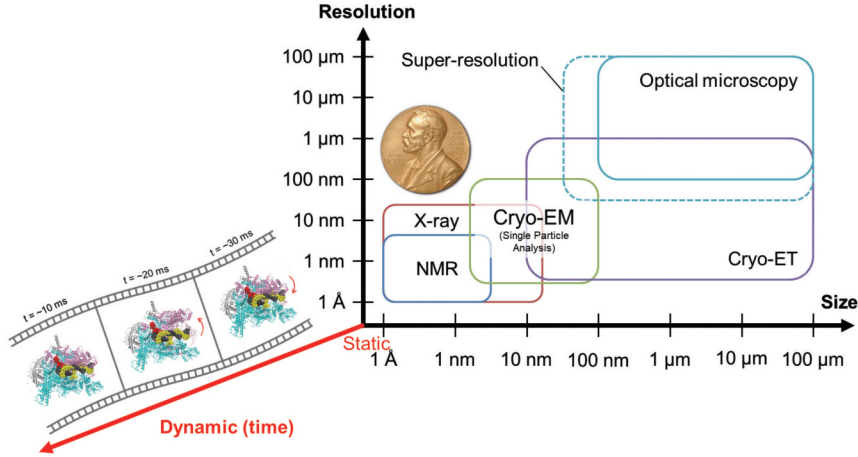 Resolution
100 µm
10 µm
1 µm
100 nm
10 nm
1 nm
1 Å
Super-resolution
Optical microscopy
X-ray
Cryo-EM
(Single Particle
Analysis)
NMR
Cryo-ET
Size
Static
1 Å
1 nm
10 nm
100 nm
1 µm
10 µm
100 µm
t = ~10 ms
t = ~20 ms
t = ~30 ms
Dynamic (time)